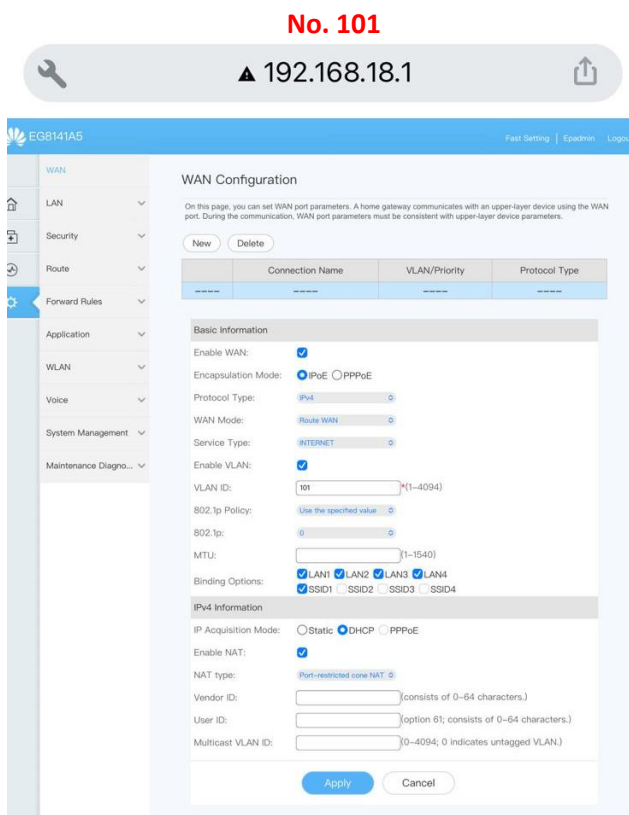 No. 101
192.168.18.1
EG8141A5
Fast Setting | Epadmin Logou
WAN
LAN
Security
Route
Forward Rules
Application
WLAN
Voice
System Management
Maintenance Diagno...
WAN Configuration
On this page, you can set WAN port parameters. A home gateway communicates with an upper-layer device using the WAN
port. During the communication, WAN port parameters must be consistent with upper-layer device parameters.
New Delete
Connection Name VLAN/Priority Protocol Type
---- ---- ---- ----
Basic Information
Enable WAN:
Encapsulation Mode: IPoE PPPoE
Protocol Type: IPv4
WAN Mode: Route WAN
Service Type: INTERNET
Enable VLAN:
VLAN ID: 101 *(1-4094)
802.1p Policy: Use the specified value
802.1p: 0
MTU: (1-1540)
Binding Options: LAN1 LAN2 LAN3 LAN4
SSID1 SSID2 SSID3 SSID4
IPv4 Information
IP Acquisition Mode: Static DHCP PPPoE
Enable NAT:
NAT type: Port-restricted cone NAT
Vendor ID: (consists of 0-64 characters.)
User ID: (option 61; consists of 0-64 characters.)
Multicast VLAN ID: (0-4094; 0 indicates untagged VLAN.)
Apply Cancel